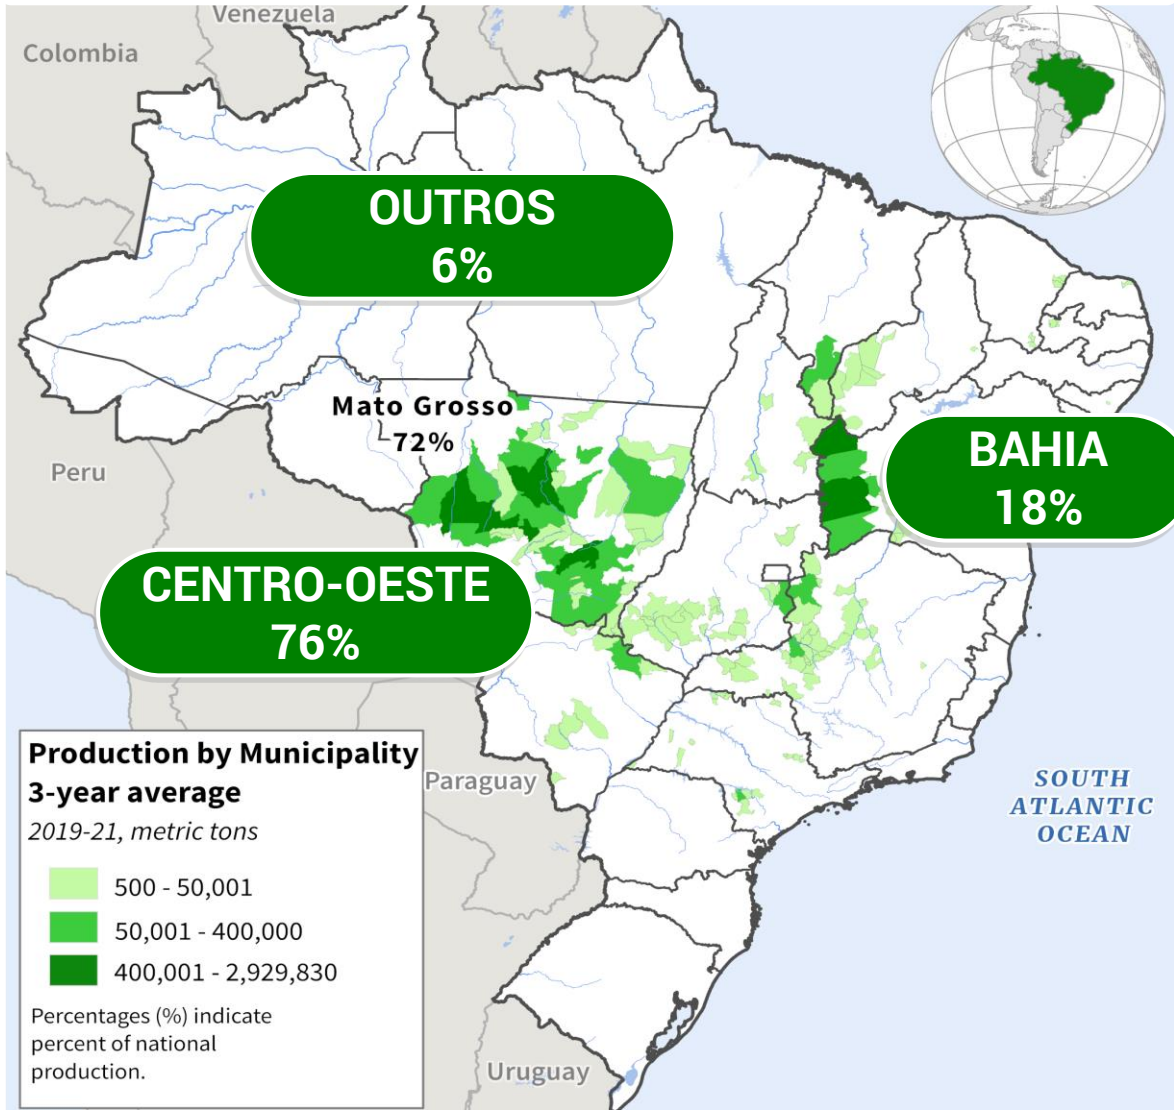 Venezuela
Colombia
OUTROS
6%
Mato Grosso
72%
Peru
BAHIA
18%
CENTRO-OESTE
76%
Production by Municipality
3-year average
2019-21, metric tons
500 - 50,001
50,001 - 400,000
400,001 - 2,929,830
Percentages (%) indicate
percent of national
production.
Paraguay
SOUTH
ATLANTIC
OCEAN
Uruguay